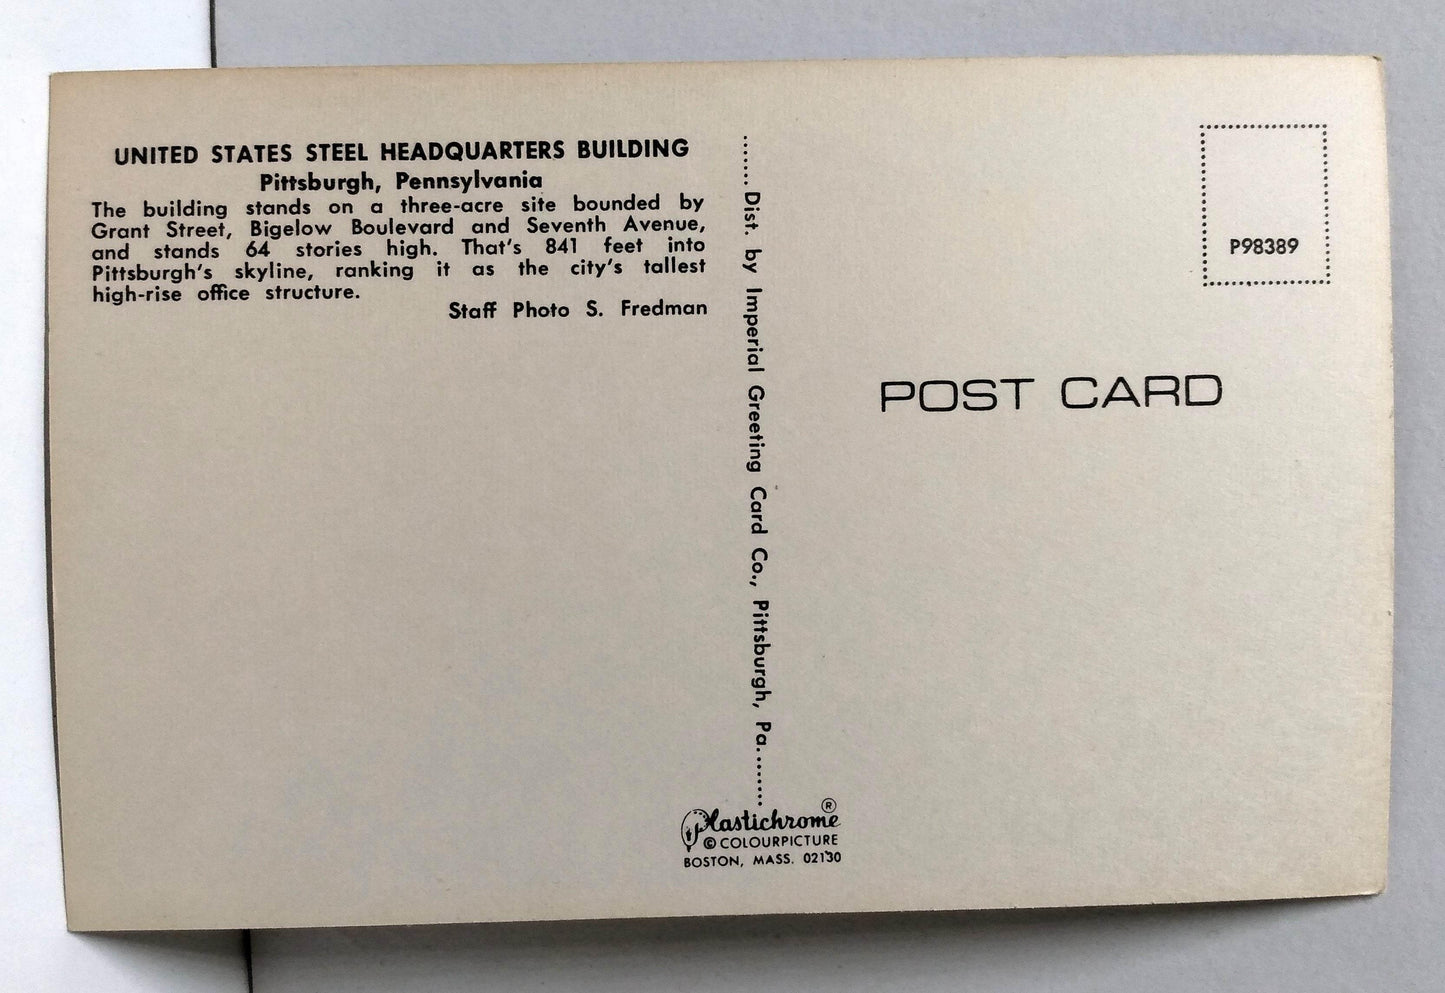 UNITED STATES STEEL HEADQUARTERS BUILDING
Pittsburgh, Pennsylvania
The building stands on a three-acre site bounded by
Grant Street, Bigelow Boulevard and Seventh Avenue,
and stands 64 stories high. That's 841 feet into
Pittsburgh's skyline, ranking it as the city's tallest
high-rise office structure.
Staff Photo S. Fredman
........Dist. by Imperial Greeting Card Co., Pittsburgh, Pa.........
Plastichrome ®
© COLOURPICTURE
BOSTON, MASS. 02130
P98389
POST CARD